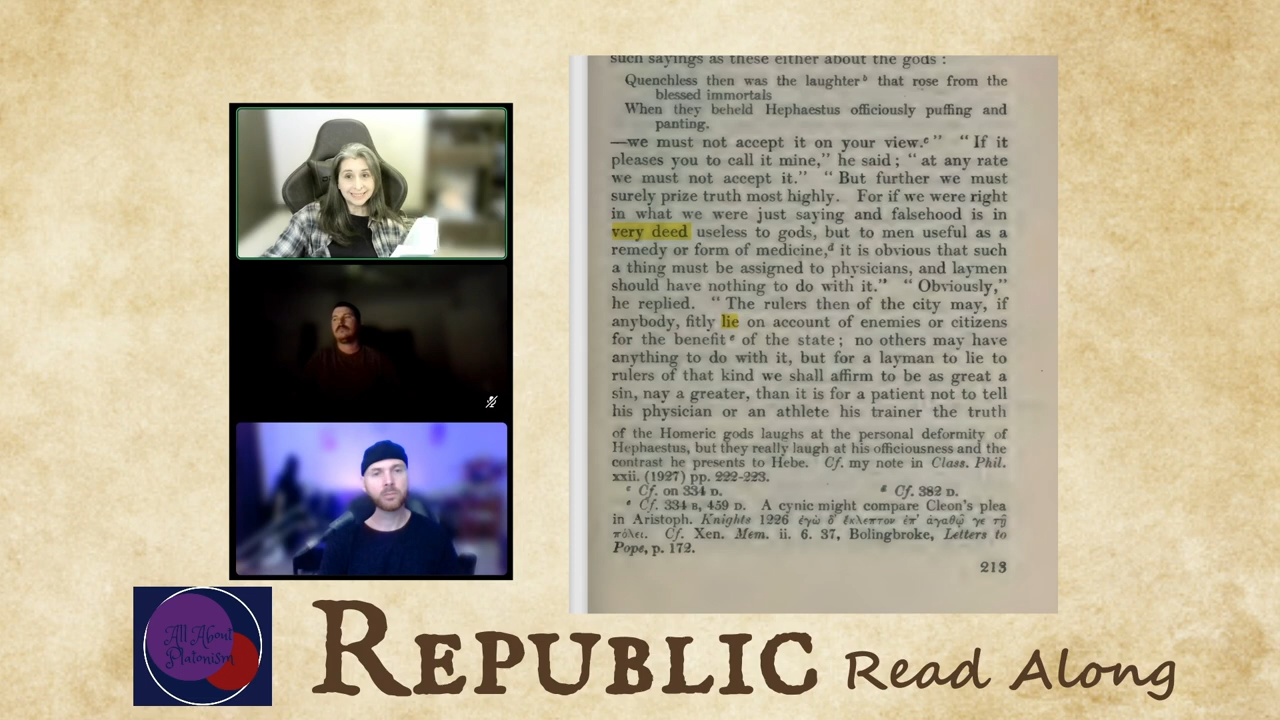 such sayings as these either about the gods :
Quenchless then was the laughter ᵇ that rose from the
blessed immortals
When they beheld Hephaestus officiously puffing and
panting.
—we must not accept it on your view.ᶜ ” “ If it
pleases you to call it mine,” he said ; “ at any rate
we must not accept it.” “ But further we must
surely prize truth most highly. For if we were right
in what we were just saying and falsehood is in
very deed useless to gods, but to men useful as a
remedy or form of medicine,ᵈ it is obvious that such
a thing must be assigned to physicians, and laymen
should have nothing to do with it.” “ Obviously,”
he replied. “ The rulers then of the city may, if
anybody, fitly lie on account of enemies or citizens
for the benefit ᵉ of the state ; no others may have
anything to do with it, but for a layman to lie to
rulers of that kind we shall affirm to be as great a
sin, nay a greater, than it is for a patient not to tell
his physician or an athlete his trainer the truth
of the Homeric gods laughs at the personal deformity of
Hephaestus, but they really laugh at his officiousness and the
contrast he presents to Hebe. Cf. my note in Class. Phil.
xxii. (1927) pp. 222-223.
ᶜ Cf. on 334 D. Cf. 382 D.
ᵉ Cf. 334 B, 459 D. A cynic might compare Cleon’s plea
in Aristoph. Knights 1226 ἐγὼ δ’ ἔκλεπτον ἐπ’ ἀγαθῷ γε τῇ
πόλει. Cf. Xen. Mem. ii. 6. 37, Bolingbroke, Letters to
Pope, p. 172.
213
All About
Platonism
REPUBLIC Read Along